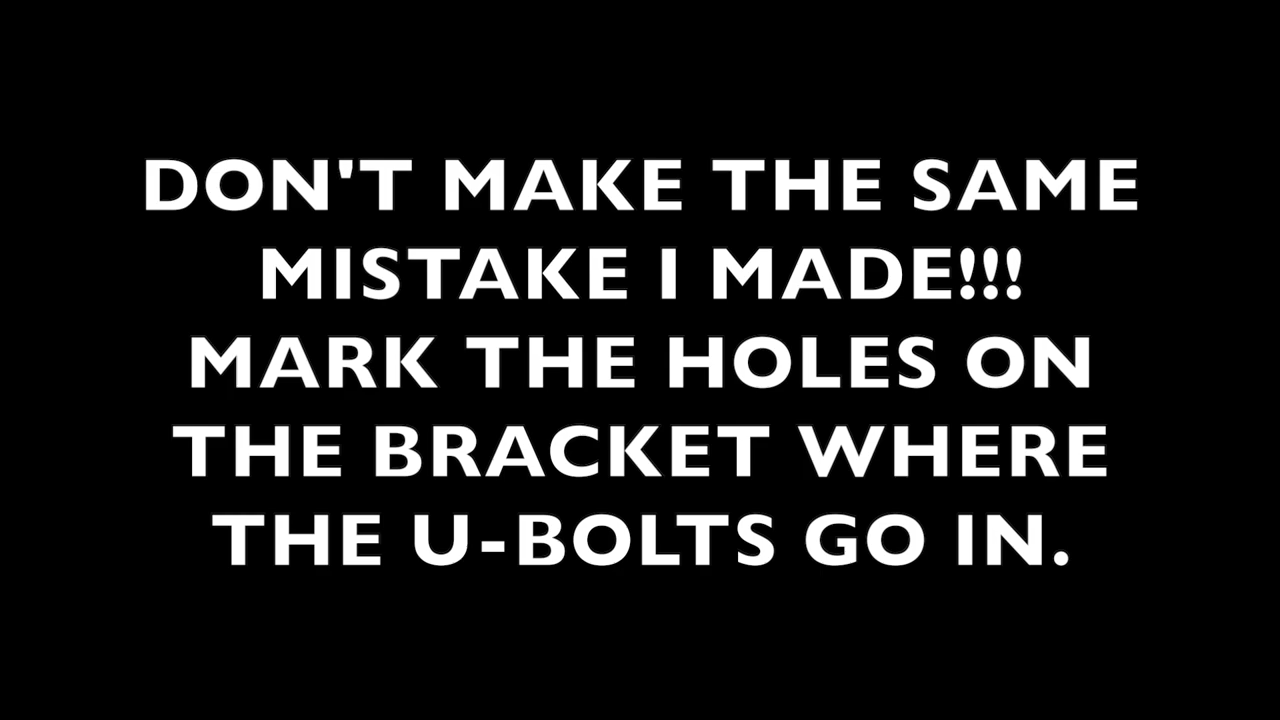 DON'T MAKE THE SAME
MISTAKE I MADE!!!
MARK THE HOLES ON
THE BRACKET WHERE
THE U-BOLTS GO IN.